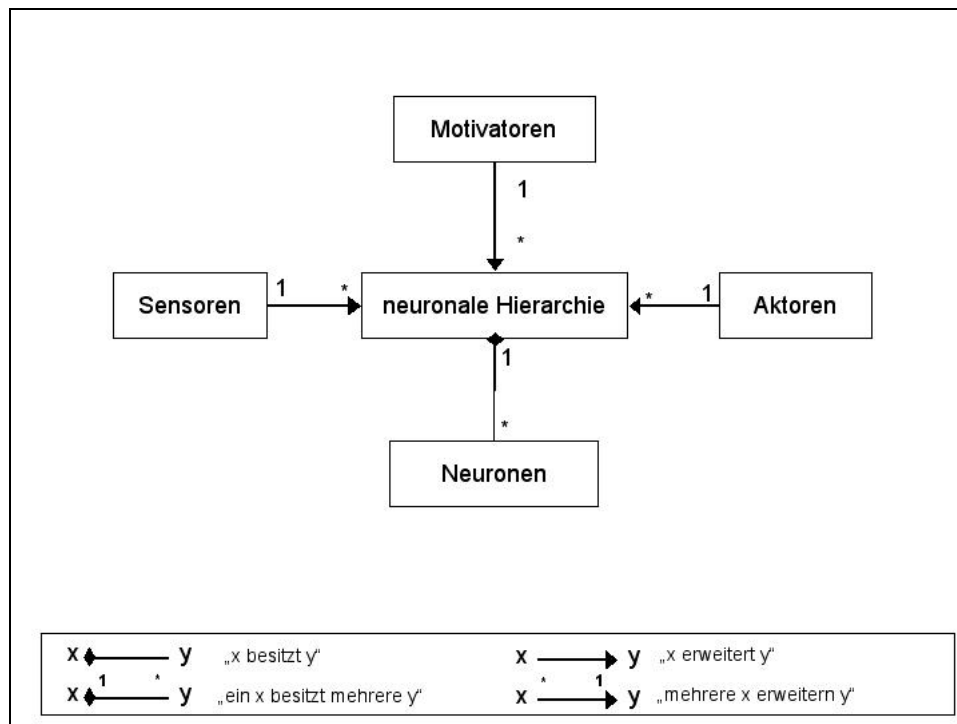 Motivatoren
1
*
Sensoren 1 * neuronale Hierarchie * 1 Aktoren
1
*
Neuronen
x y „x besitzt y“ x y „x erweitert y“
x 1 * y „ein x besitzt mehrere y“ x * 1 y „mehrere x erweitern y“